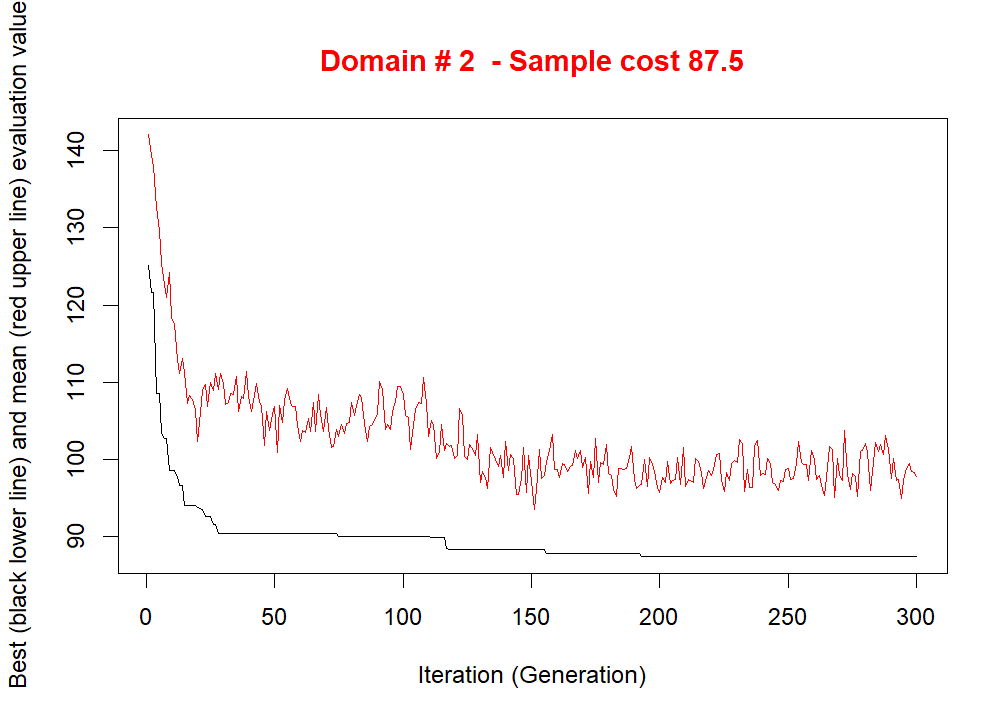 Domain # 2 - Sample cost 87.5
Best (black lower line) and mean (red upper line) evaluation value
140
130
120
110
100
90
0 50 100 150 200 250 300
Iteration (Generation)